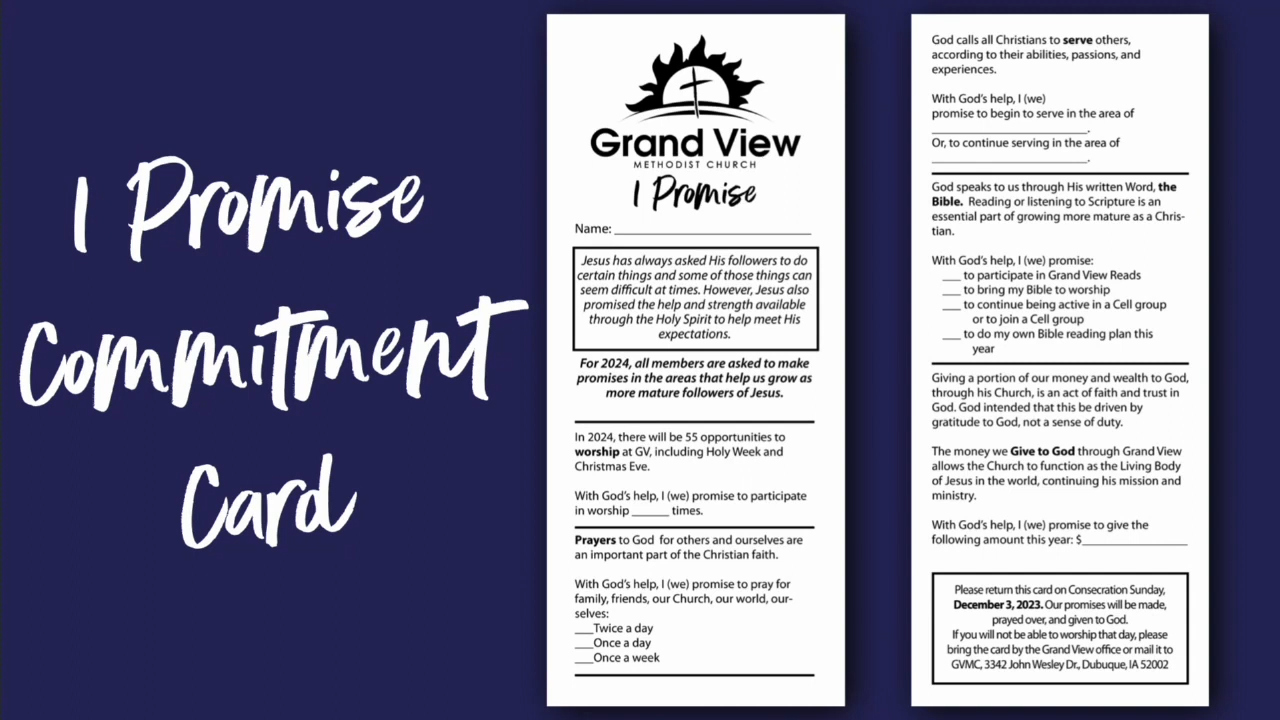 I Promise
Commitment
Card
Grand View
METHODIST CHURCH
I Promise
Name: ____________________________
Jesus has always asked His followers to do
certain things and some of those things can
seem difficult at times. However, Jesus also
promised the help and strength available
through the Holy Spirit to help meet His
expectations.
For 2024, all members are asked to make
promises in the areas that help us grow as
more mature followers of Jesus.
In 2024, there will be 55 opportunities to
worship at GV, including Holy Week and
Christmas Eve.
With God's help, I (we) promise to participate
in worship ______ times.
Prayers to God for others and ourselves are
an important part of the Christian faith.
With God's help, I (we) promise to pray for
family, friends, our Church, our world, our-
selves:
___Twice a day
___Once a day
___Once a week
God calls all Christians to serve others,
according to their abilities, passions, and
experiences.
With God's help, I (we)
promise to begin to serve in the area of
_________________________.
Or, to continue serving in the area of
_________________________.
God speaks to us through His written Word, the
Bible. Reading or listening to Scripture is an
essential part of growing more mature as a Chris-
tian.
With God's help, I (we) promise:
___ to participate in Grand View Reads
___ to bring my Bible to worship
___ to continue being active in a Cell group
or to join a Cell group
___ to do my own Bible reading plan this
year
Giving a portion of our money and wealth to God,
through his Church, is an act of faith and trust in
God. God intended that this be driven by
gratitude to God, not a sense of duty.
The money we Give to God through Grand View
allows the Church to function as the Living Body
of Jesus in the world, continuing his mission and
ministry.
With God's help, I (we) promise to give the
following amount this year: $_________________
Please return this card on Consecration Sunday,
December 3, 2023. Our promises will be made,
prayed over, and given to God.
If you will not be able to worship that day, please
bring the card by the Grand View office or mail it to
GVMC, 3342 John Wesley Dr., Dubuque, IA 52002